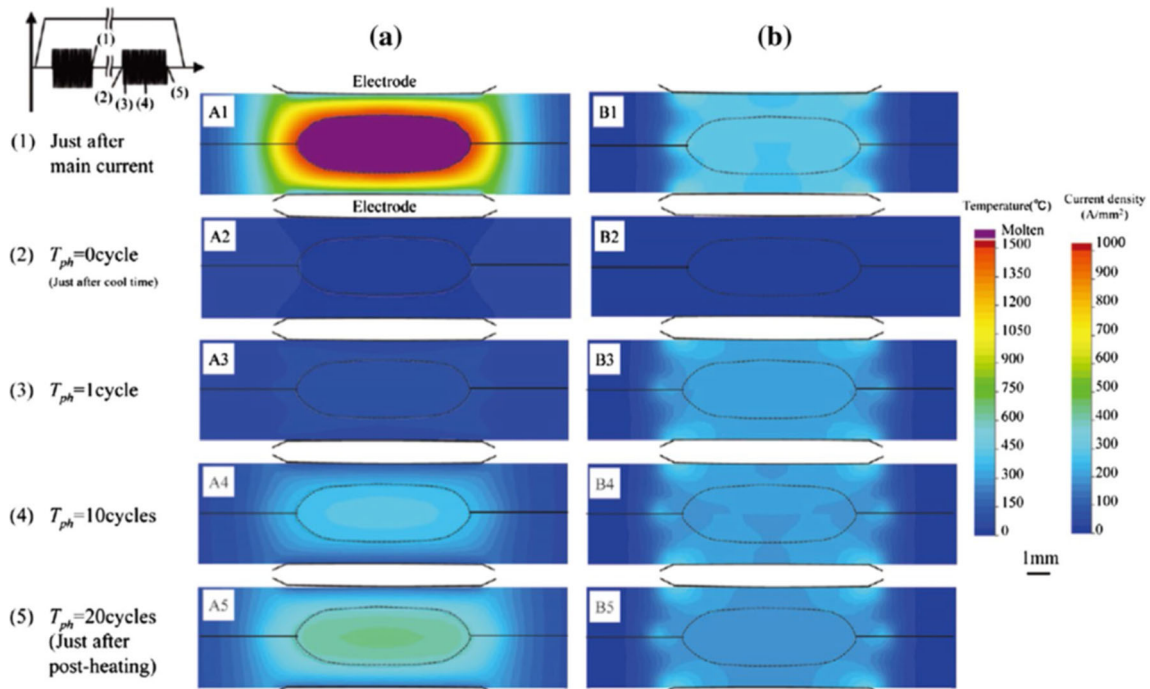 (a)
(b)
(1)
(2)
(3)
(4)
(5)
Electrode
A1
B1
(1) Just after
main current
Electrode
Temperature(℃)
Current density
(A/mm²)
A2
B2
(2) Tph=0cycle
(Just after cool time)
Molten
1500
1350
1200
1050
900
750
600
450
300
150
0
1000
900
800
700
600
500
400
300
200
100
0
A3
B3
(3) Tph=1cycle
A4
B4
(4) Tph=10cycles
1mm
A5
B5
(5) Tph=20cycles
(Just after
post-heating)